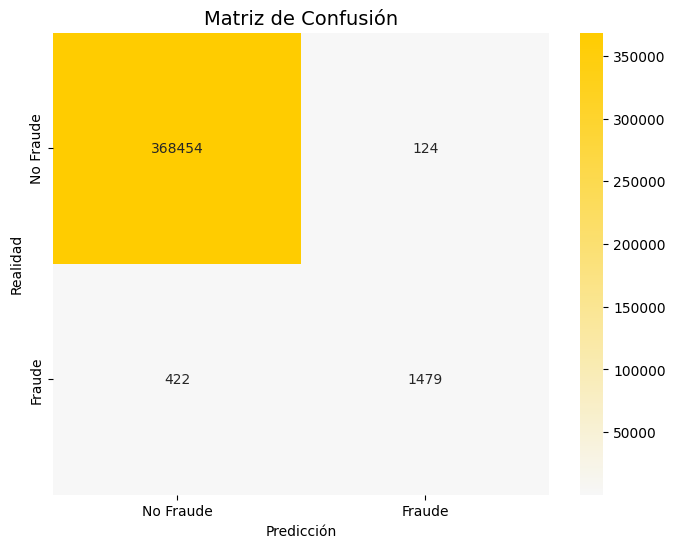 Matriz de Confusión
No Fraude
Fraude
Realidad
368454
124
422
1479
No Fraude
Fraude
Predicción
350000
300000
250000
200000
150000
100000
50000